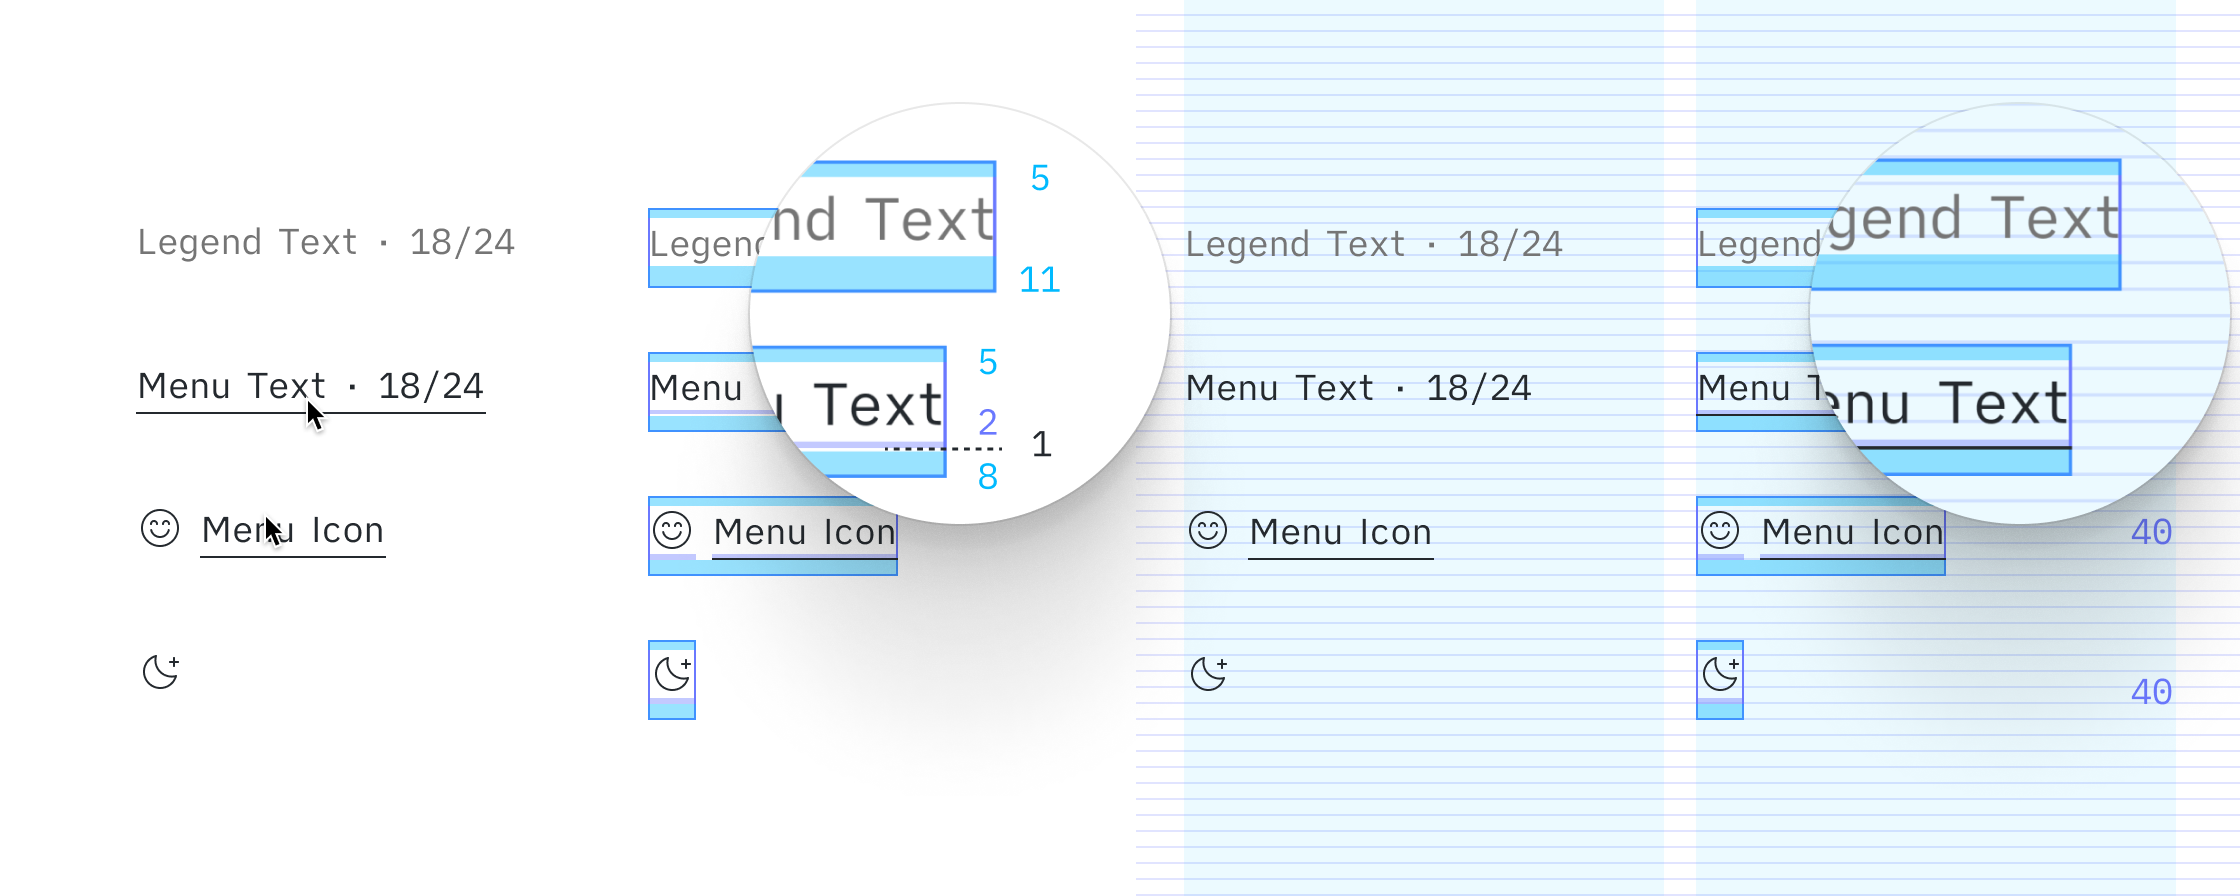 Legend Text · 18/24
Menu Text · 18/24
Menu Icon
Legend
nd Text
5
11
Menu
Text
5
2
1
8
Menu Icon
Legend Text · 18/24
Menu Text · 18/24
Menu Icon
Legend
gend Text
Menu T
enu Text
Menu Icon
40
40